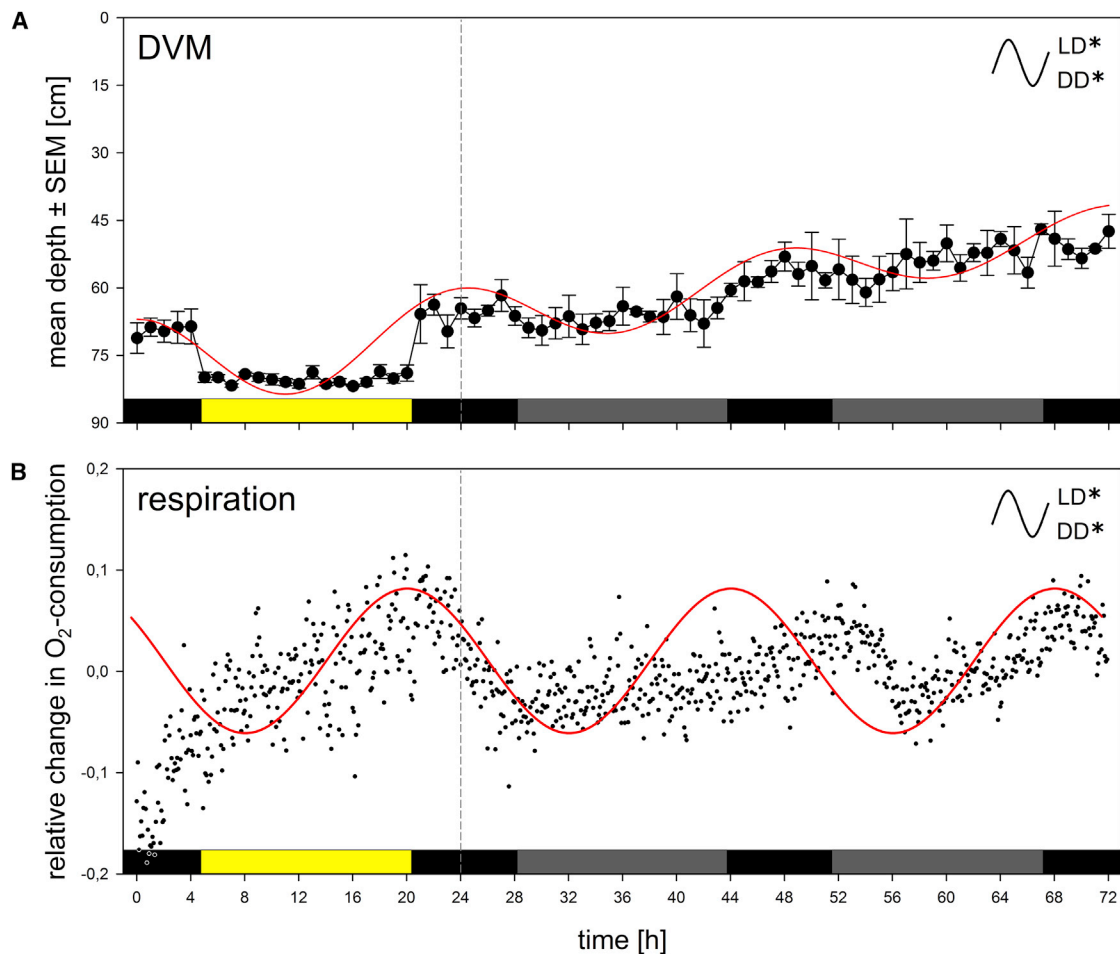 A
DVM
LD*
DD*
mean depth ± SEM [cm]
0
15
30
45
60
75
90
B
respiration
LD*
DD*
relative change in O₂-consumption
0,2
0,1
0,0
-0,1
-0,2
0 4 8 12 16 20 24 28 32 36 40 44 48 52 56 60 64 68 72
time [h]